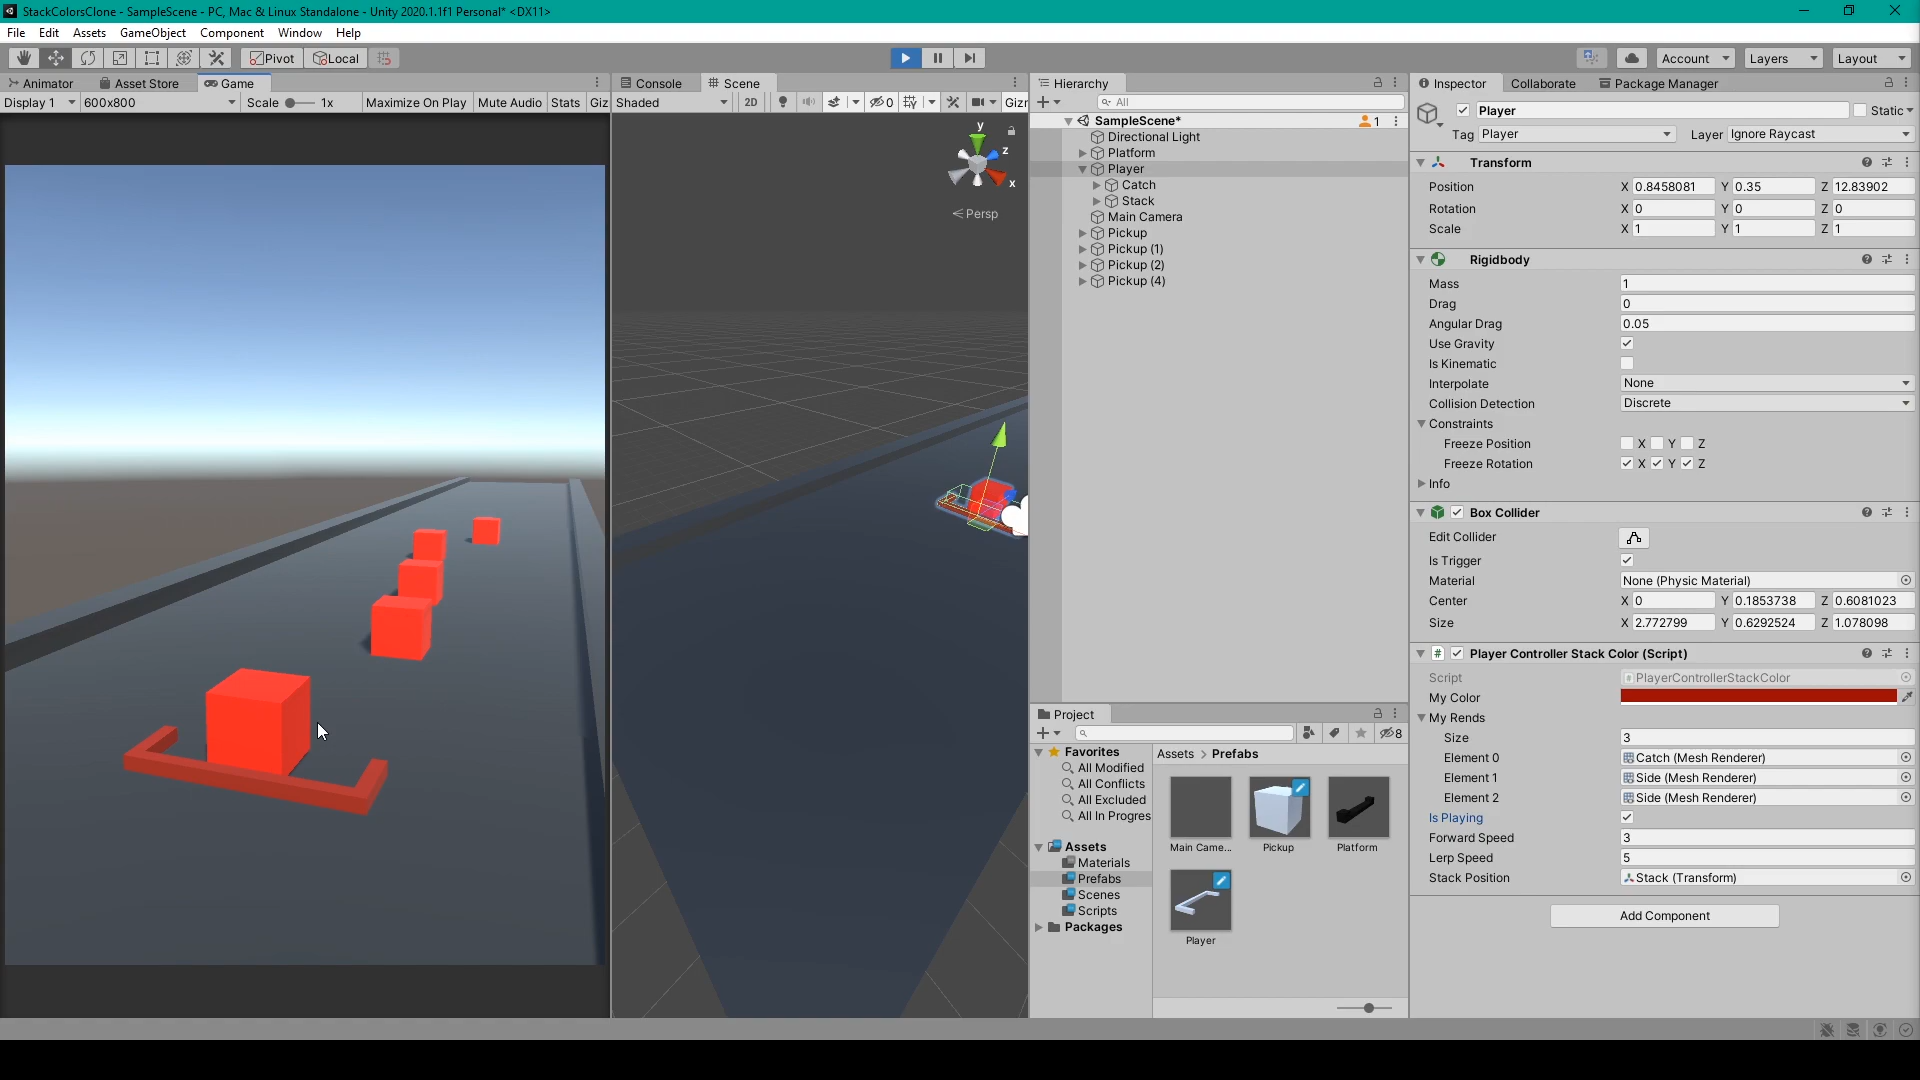 StackColorsClone - SampleScene - PC, Mac & Linux Standalone - Unity 2020.1.1f1 Personal* <DX11>
File Edit Assets GameObject Component Window Help
Pivot Local Account Layers Layout
Animator Asset Store Game
Display 1 600x800 Scale 1x Maximize On Play Mute Audio Stats Giz
Console Scene
Shaded 2D 0 Giz
y
z
x
< Persp
Hierarchy
All
SampleScene* 1
Directional Light
Platform
Player
Catch
Stack
Main Camera
Pickup
Pickup (1)
Pickup (2)
Pickup (4)
Project
8
Favorites
All Modified
All Conflicts
All Excluded
All In Progres
Assets
Materials
Prefabs
Scenes
Scripts
Packages
Assets > Prefabs
Main Came...
Pickup
Platform
Player
Inspector Collaborate Package Manager
Player Static
Tag Player Layer Ignore Raycast
Transform
Position X 0.8458081 Y 0.35 Z 12.83902
Rotation X 0 Y 0 Z 0
Scale X 1 Y 1 Z 1
Rigidbody
Mass 1
Drag 0
Angular Drag 0.05
Use Gravity
Is Kinematic
Interpolate None
Collision Detection Discrete
Constraints
Freeze Position X Y Z
Freeze Rotation X Y Z
Info
Box Collider
Edit Collider
Is Trigger
Material None (Physic Material)
Center X 0 Y 0.1853738 Z 0.6081023
Size X 2.772799 Y 0.6292524 Z 1.078098
# Player Controller Stack Color (Script)
Script PlayerControllerStackColor
My Color
My Rends
Size 3
Element 0 Catch (Mesh Renderer)
Element 1 Side (Mesh Renderer)
Element 2 Side (Mesh Renderer)
Is Playing
Forward Speed 3
Lerp Speed 5
Stack Position Stack (Transform)
Add Component